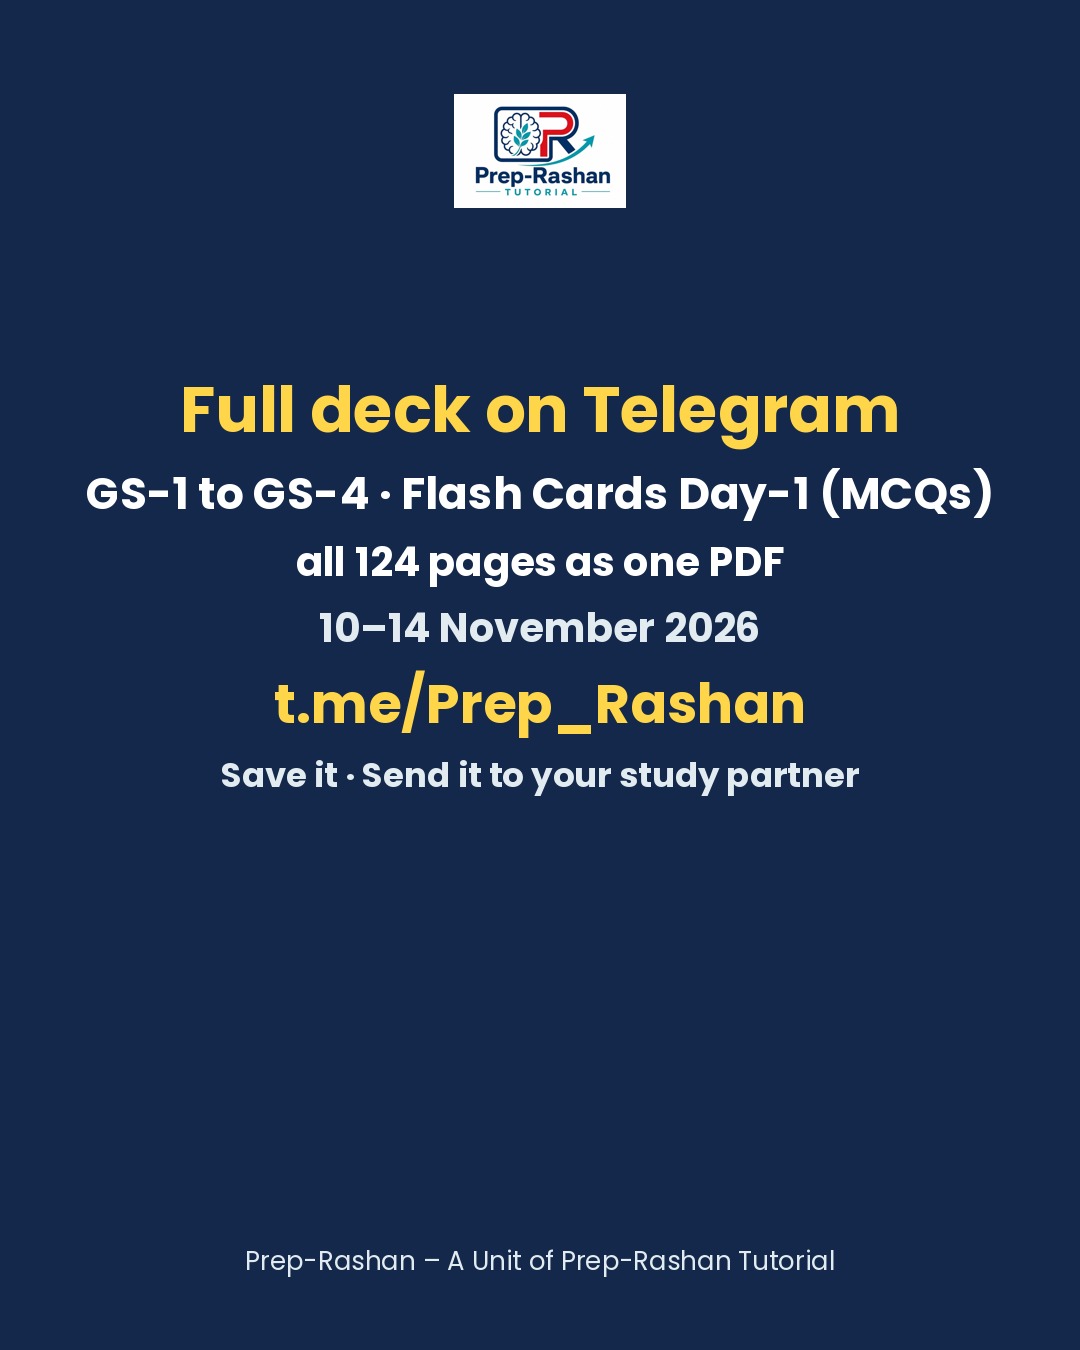 Prep-Rashan
TUTORIAL
Full deck on Telegram
GS-1 to GS-4 · Flash Cards Day-1 (MCQs)
all 124 pages as one PDF
10–14 November 2026
t.me/Prep_Rashan
Save it · Send it to your study partner
Prep-Rashan – A Unit of Prep-Rashan Tutorial